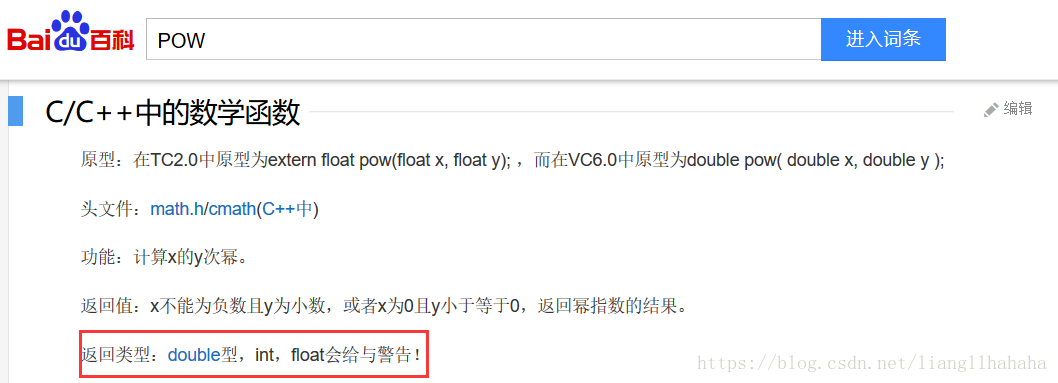 Bai du 百科
POW
进入词条
C/C++中的数学函数
编辑
原型：在TC2.0中原型为extern float pow(float x, float y); ，而在VC6.0中原型为double pow( double x, double y );
头文件：math.h/cmath(C++中)
功能：计算x的y次幂。
返回值：x不能为负数且y为小数，或者x为0且y小于等于0，返回幂指数的结果。
返回类型：double型，int，float会给与警告！
https://blog.csdn.net/liangllhahaha